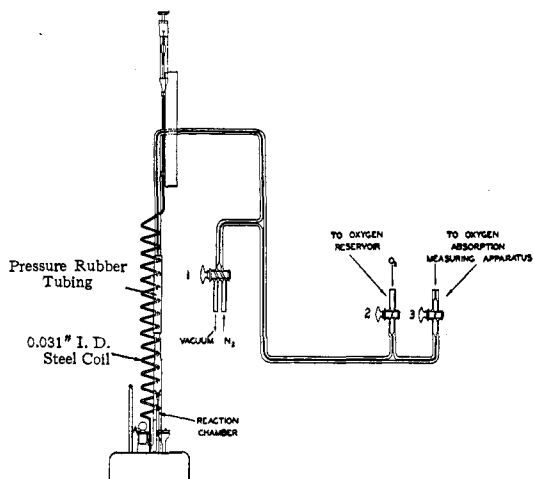 TO OXYGEN
RESERVOIR
TO OXYGEN
ABSORPTION
MEASURING APPARATUS
O₂
1
2
3
VACUUM N₂
Pressure Rubber
Tubing
0.031" I. D.
Steel Coil
REACTION
CHAMBER